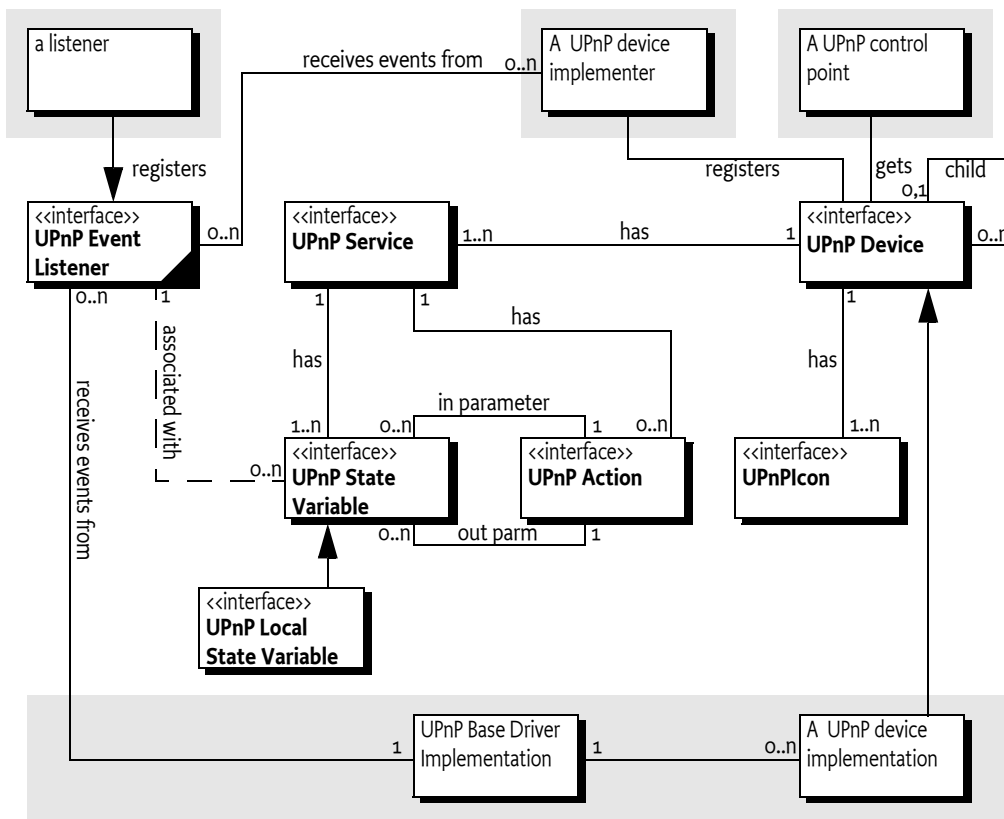 a listener
A UPnP device
implementer
A UPnP control
point
receives events from
0..n
registers
registers
gets
child
0,1
<<interface>>
UPnP Event
Listener
0..n
<<interface>>
UPnP Service
1..n
has
1
<<interface>>
UPnP Device
0..n
0..n
1
1
1
1
has
associated with
has
has
receives events from
in parameter
1..n
0..n
1
0..n
1..n
0..n
<<interface>>
UPnP State
Variable
<<interface>>
UPnP Action
<<interface>>
UPnPIcon
0..n
out parm
1
<<interface>>
UPnP Local
State Variable
UPnP Base Driver
Implementation
A UPnP device
implementation
1
1
0..n